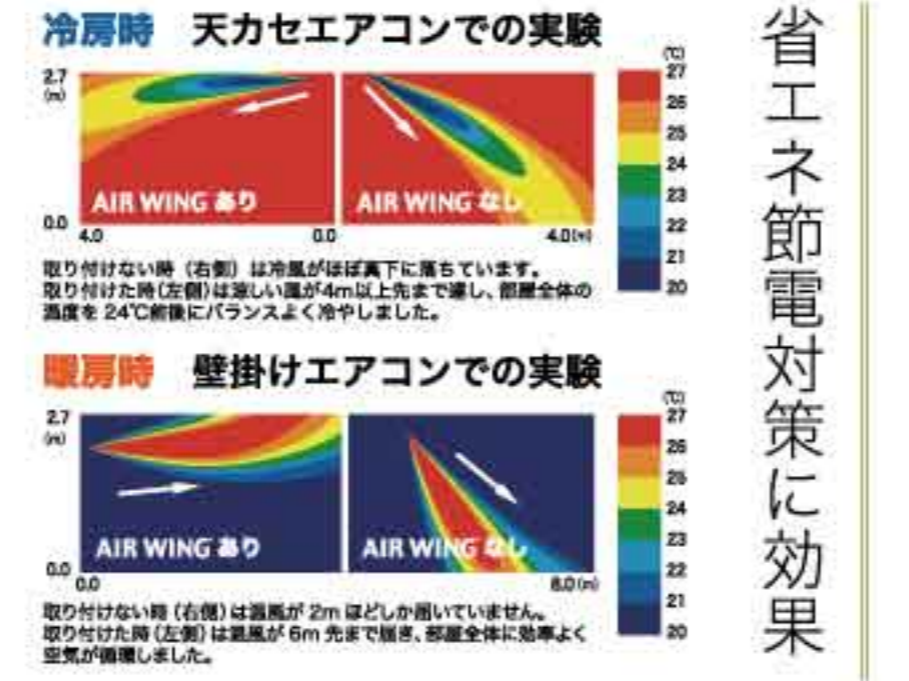 冷房時 天カセエアコンでの実験
(℃)
2.7
(m)
0.0
4.0
0.0
4.0(m)
AIR WING あり
AIR WING なし
27
26
25
24
23
22
21
20
取り付けない時(右側)は冷風がほぼ真下に落ちています。
取り付けた時(左側)は涼しい風が4m以上先まで達し、部屋全体の
温度を 24℃前後にバランスよく冷やしました。
暖房時 壁掛けエアコンでの実験
(℃)
2.7
(m)
0.0
0.0
6.0(m)
AIR WING あり
AIR WING なし
27
26
25
24
23
22
21
20
取り付けない時(右側)は温風が 2m ほどしか届いていません。
取り付けた時(左側)は温風が 6m 先まで届き、部屋全体に効率よく
空気が循環しました。
省エネ節電対策に効果